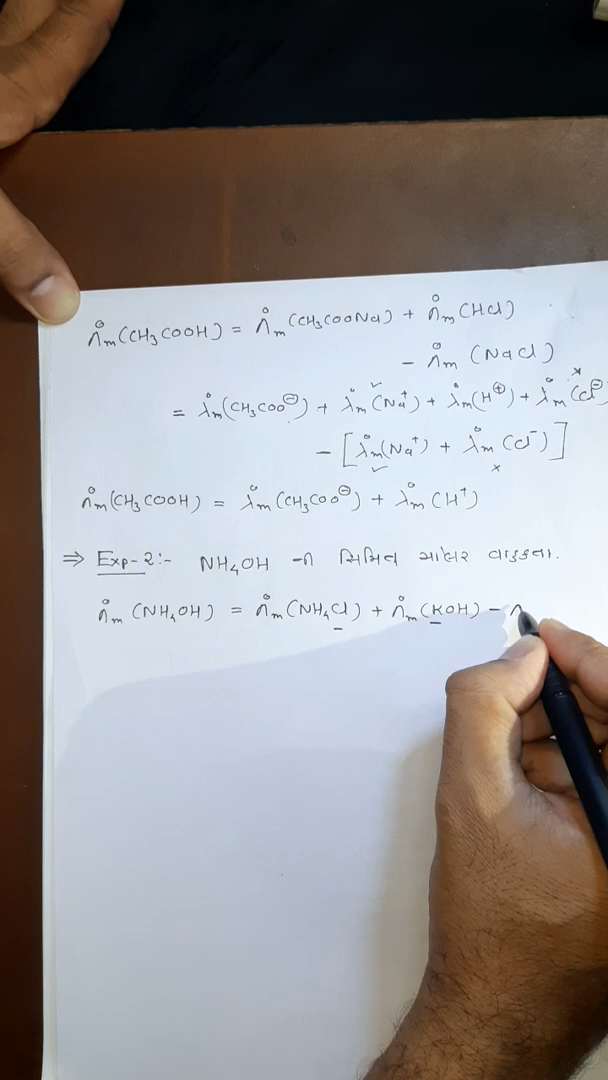 Λ°m (CH3COOH) = Λ°m (CH3COONa) + Λ°m (HCl)
− Λ°m (NaCl)
= λ°m (CH3COO⊖) + λ°m (Na+) + λ°m (H⊕) + λ°m (Cl⊖)
− [λ°m (Na+) + λ°m (Cl−)]
Λ°m (CH3COOH) = λ°m (CH3COO⊖) + λ°m (H+)
⇒ Exp-2:- NH4OH ની સિમિત મોલર વાહકતા.
Λ°m (NH4OH) = Λ°m (NH4Cl) + Λ°m (KOH) − Λ